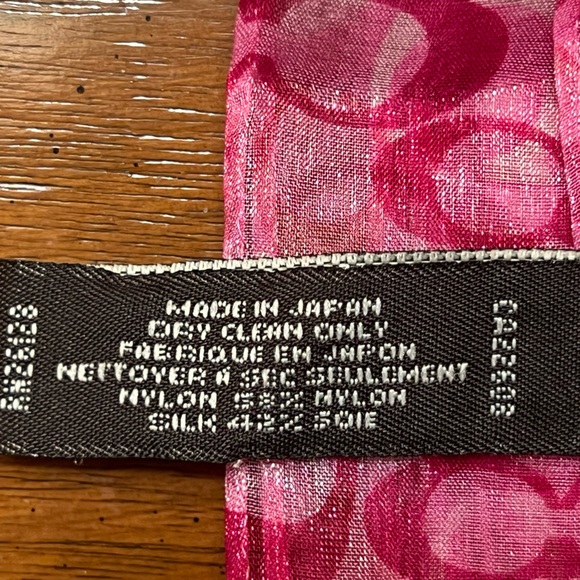 MADE IN JAPAN
DRY CLEAN ONLY
FABRIQUE EN JAPON
NETTOYER A SEC SEULEMENT
NYLON 58% NYLON
SILK 42% SOIE